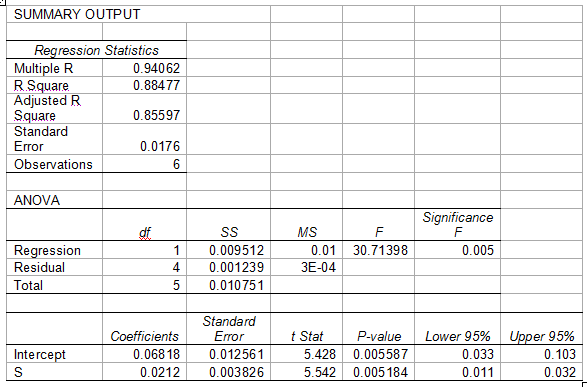 SUMMARY OUTPUT
Regression Statistics
Multiple R 0.94062
R Square 0.88477
Adjusted R
Square 0.85597
Standard
Error 0.0176
Observations 6
ANOVA
Significance
df SS MS F F
Regression 1 0.009512 0.01 30.71398 0.005
Residual 4 0.001239 3E-04
Total 5 0.010751
Standard
Coefficients Error t Stat P-value Lower 95% Upper 95%
Intercept 0.06818 0.012561 5.428 0.005587 0.033 0.103
S 0.0212 0.003826 5.542 0.005184 0.011 0.032